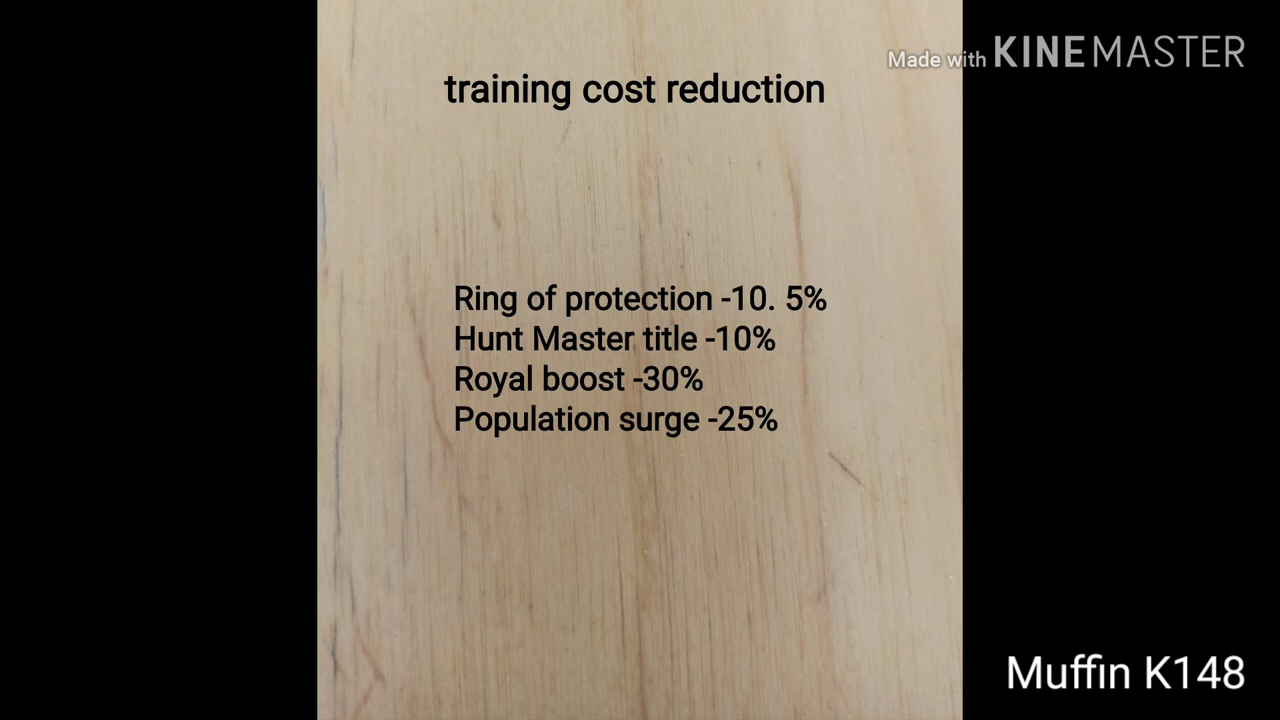 Made with KINEMASTER
training cost reduction
Ring of protection -10. 5%
Hunt Master title -10%
Royal boost -30%
Population surge -25%
Muffin K148